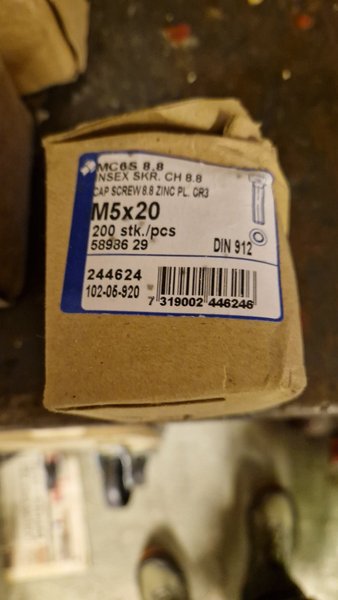 MC6S 8,8
INSEX SKR. CH 8.8
CAP SCREW 8.8 ZINC PL. CR3
M5x20
200 stk./pcs
58986 29
DIN 912
244624
102-05-920
7 319002 446246